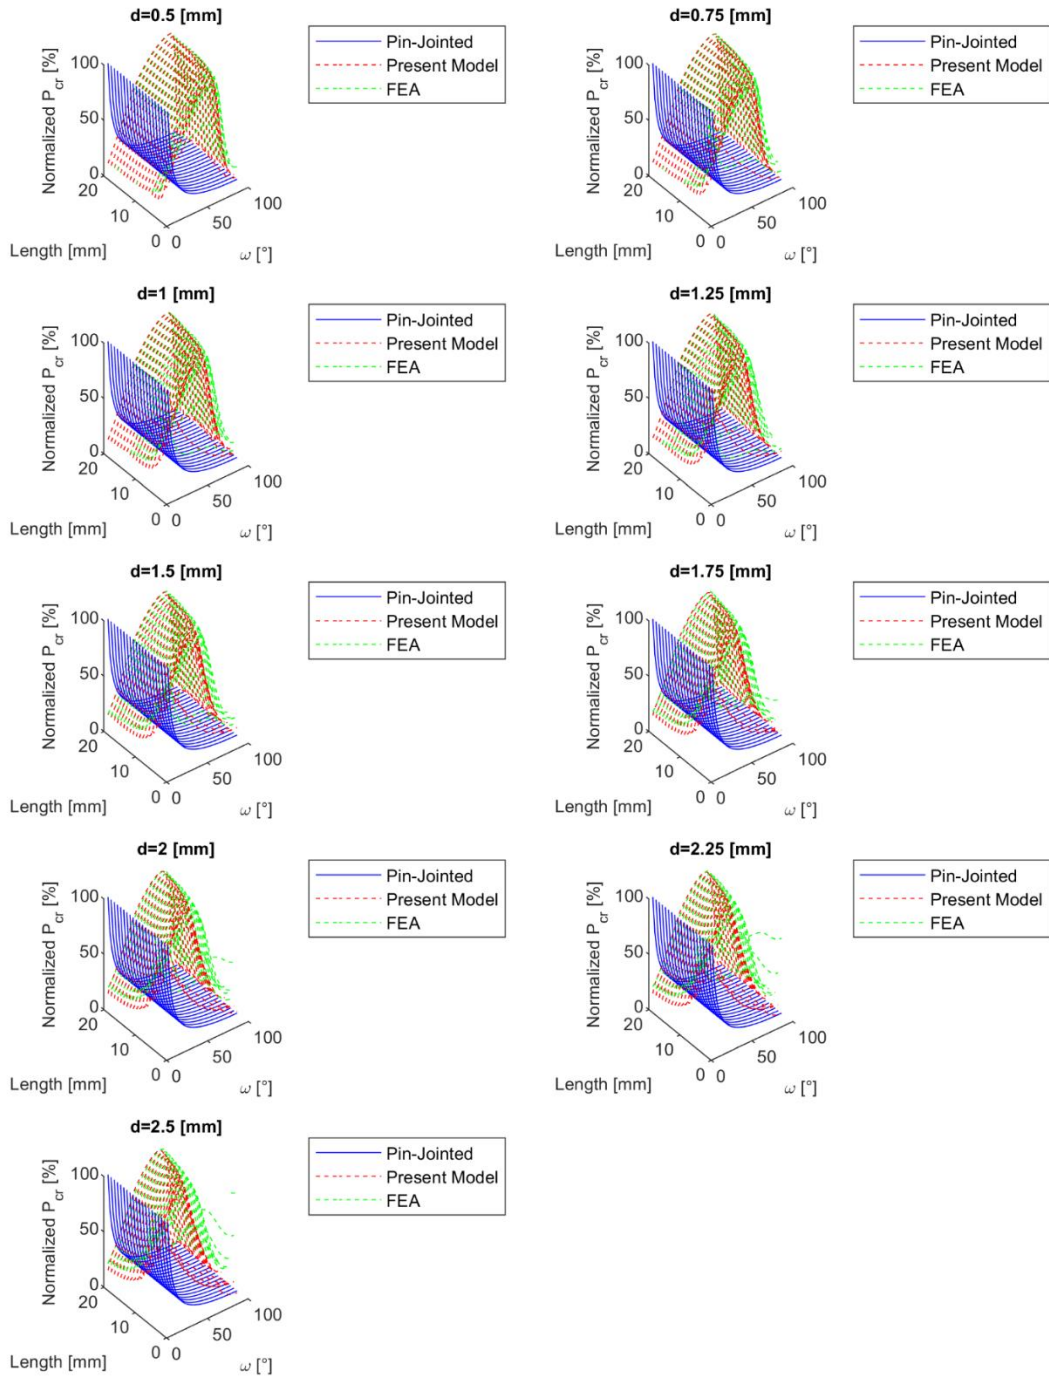 d=0.5 [mm]
Normalized P_cr [%]
100
50
0
20
10
0
Length [mm]
0
50
100
ω [°]
Pin-Jointed
Present Model
FEA
d=0.75 [mm]
Normalized P_cr [%]
100
50
0
20
10
0
Length [mm]
0
50
100
ω [°]
Pin-Jointed
Present Model
FEA
d=1 [mm]
Normalized P_cr [%]
100
50
0
20
10
0
Length [mm]
0
50
100
ω [°]
Pin-Jointed
Present Model
FEA
d=1.25 [mm]
Normalized P_cr [%]
100
50
0
20
10
0
Length [mm]
0
50
100
ω [°]
Pin-Jointed
Present Model
FEA
d=1.5 [mm]
Normalized P_cr [%]
100
50
0
20
10
0
Length [mm]
0
50
100
ω [°]
Pin-Jointed
Present Model
FEA
d=1.75 [mm]
Normalized P_cr [%]
100
50
0
20
10
0
Length [mm]
0
50
100
ω [°]
Pin-Jointed
Present Model
FEA
d=2 [mm]
Normalized P_cr [%]
100
50
0
20
10
0
Length [mm]
0
50
100
ω [°]
Pin-Jointed
Present Model
FEA
d=2.25 [mm]
Normalized P_cr [%]
100
50
0
20
10
0
Length [mm]
0
50
100
ω [°]
Pin-Jointed
Present Model
FEA
d=2.5 [mm]
Normalized P_cr [%]
100
50
0
20
10
0
Length [mm]
0
50
100
ω [°]
Pin-Jointed
Present Model
FEA